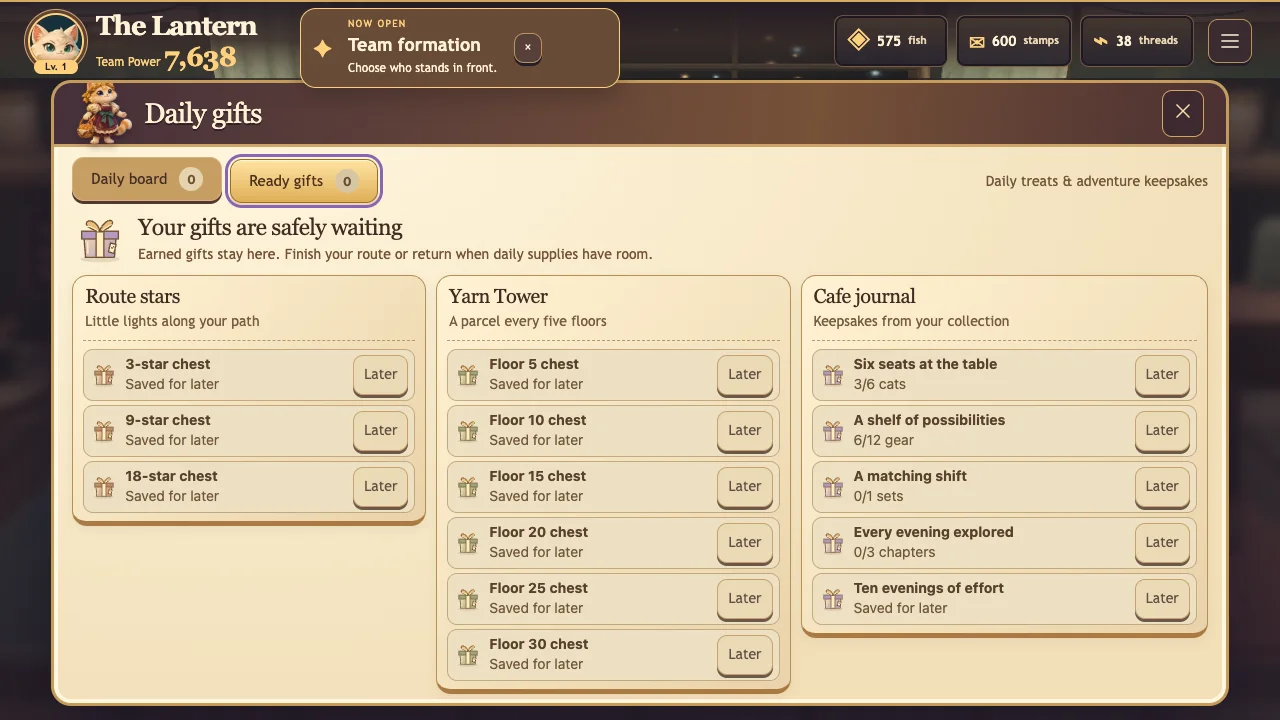 The Lantern
Team Power 7,638
Lv. 1
NOW OPEN
Team formation
Choose who stands in front.
×
575 fish
600 stamps
38 threads
Daily gifts
Daily board 0
Ready gifts 0
Daily treats & adventure keepsakes
Your gifts are safely waiting
Earned gifts stay here. Finish your route or return when daily supplies have room.
Route stars
Little lights along your path
3-star chest
Saved for later
Later
9-star chest
Saved for later
Later
18-star chest
Saved for later
Later
Yarn Tower
A parcel every five floors
Floor 5 chest
Saved for later
Later
Floor 10 chest
Saved for later
Later
Floor 15 chest
Saved for later
Later
Floor 20 chest
Saved for later
Later
Floor 25 chest
Saved for later
Later
Floor 30 chest
Saved for later
Later
Cafe journal
Keepsakes from your collection
Six seats at the table
3/6 cats
Later
A shelf of possibilities
6/12 gear
Later
A matching shift
0/1 sets
Later
Every evening explored
0/3 chapters
Later
Ten evenings of effort
Saved for later
Later